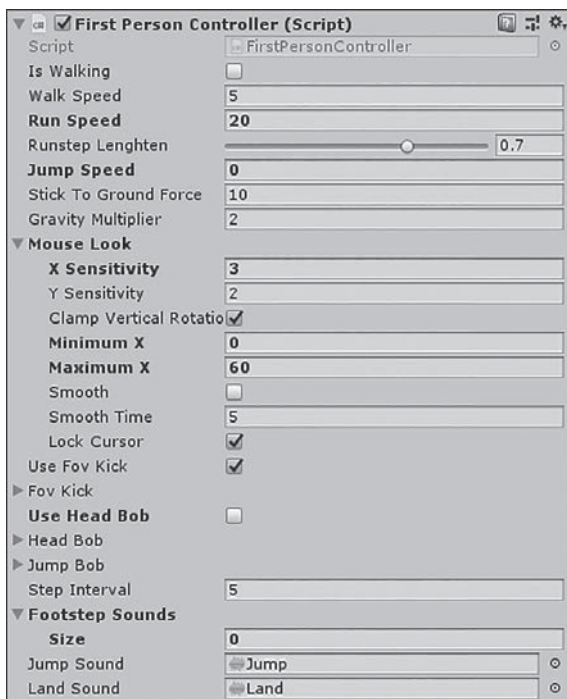 First Person Controller (Script)
Script FirstPersonController
Is Walking
Walk Speed 5
Run Speed 20
Runstep Lenghten 0.7
Jump Speed 0
Stick To Ground Force 10
Gravity Multiplier 2
Mouse Look
X Sensitivity 3
Y Sensitivity 2
Clamp Vertical Rotatio
Minimum X 0
Maximum X 60
Smooth
Smooth Time 5
Lock Cursor
Use Fov Kick
Fov Kick
Use Head Bob
Head Bob
Jump Bob
Step Interval 5
Footstep Sounds
Size 0
Jump Sound Jump
Land Sound Land